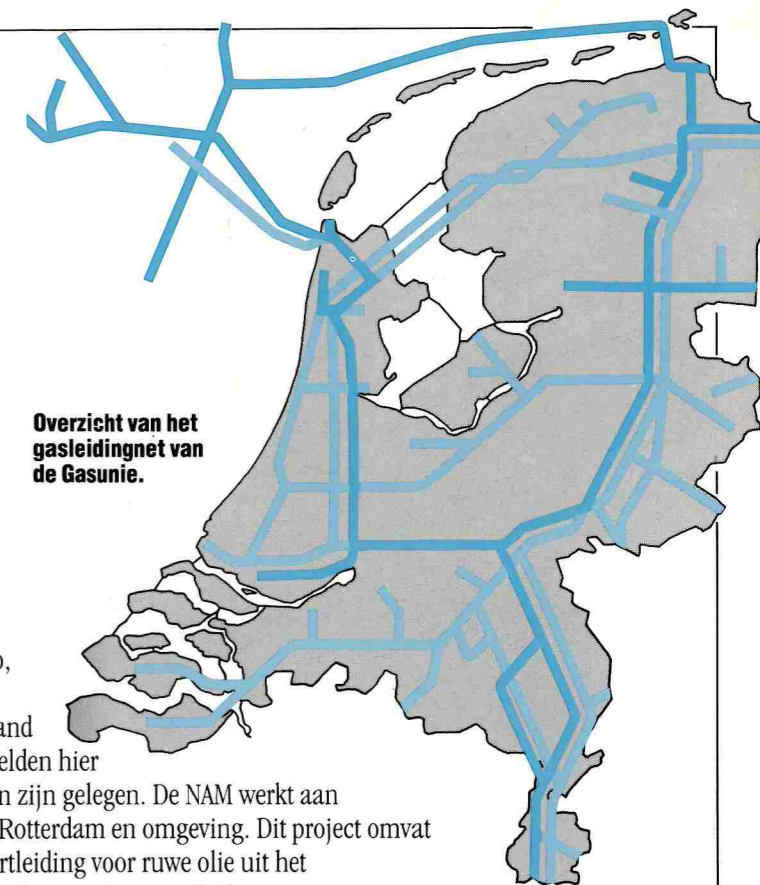 Overzicht van het
gasleidingnet van
de Gasunie.
and
elden hier
n zijn gelegen. De NAM werkt aan
Rotterdam en omgeving. Dit project omvat
rtleiding voor ruwe olie uit het